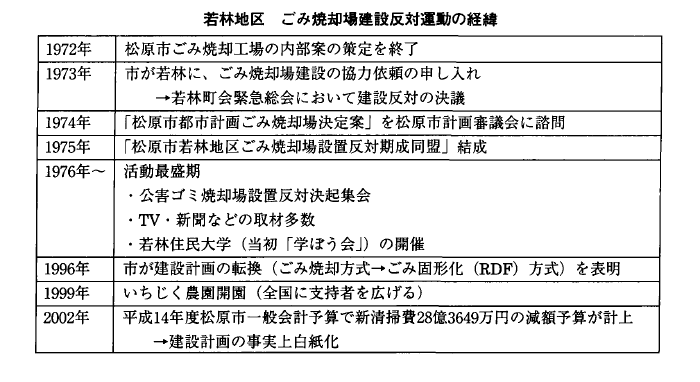 若林地区　ごみ焼却場建設反対運動の経緯
1972年 松原市ごみ焼却工場の内部案の策定を終了
1973年 市が若林に、ごみ焼却場建設の協力依頼の申し入れ
→若林町会緊急総会において建設反対の決議
1974年 「松原市都市計画ごみ焼却場決定案」を松原市計画審議会に諮問
1975年 「松原市若林地区ごみ焼却場設置反対期成同盟」結成
1976年～ 活動最盛期
・公害ゴミ焼却場設置反対決起集会
・TV・新聞などの取材多数
・若林住民大学（当初「学ぼう会」）の開催
1996年 市が建設計画の転換（ごみ焼却方式→ごみ固形化（RDF）方式）を表明
1999年 いちじく農園開園（全国に支持者を広げる）
2002年 平成14年度松原市一般会計予算で新清掃費28億3649万円の減額予算が計上
→建設計画の事実上白紙化